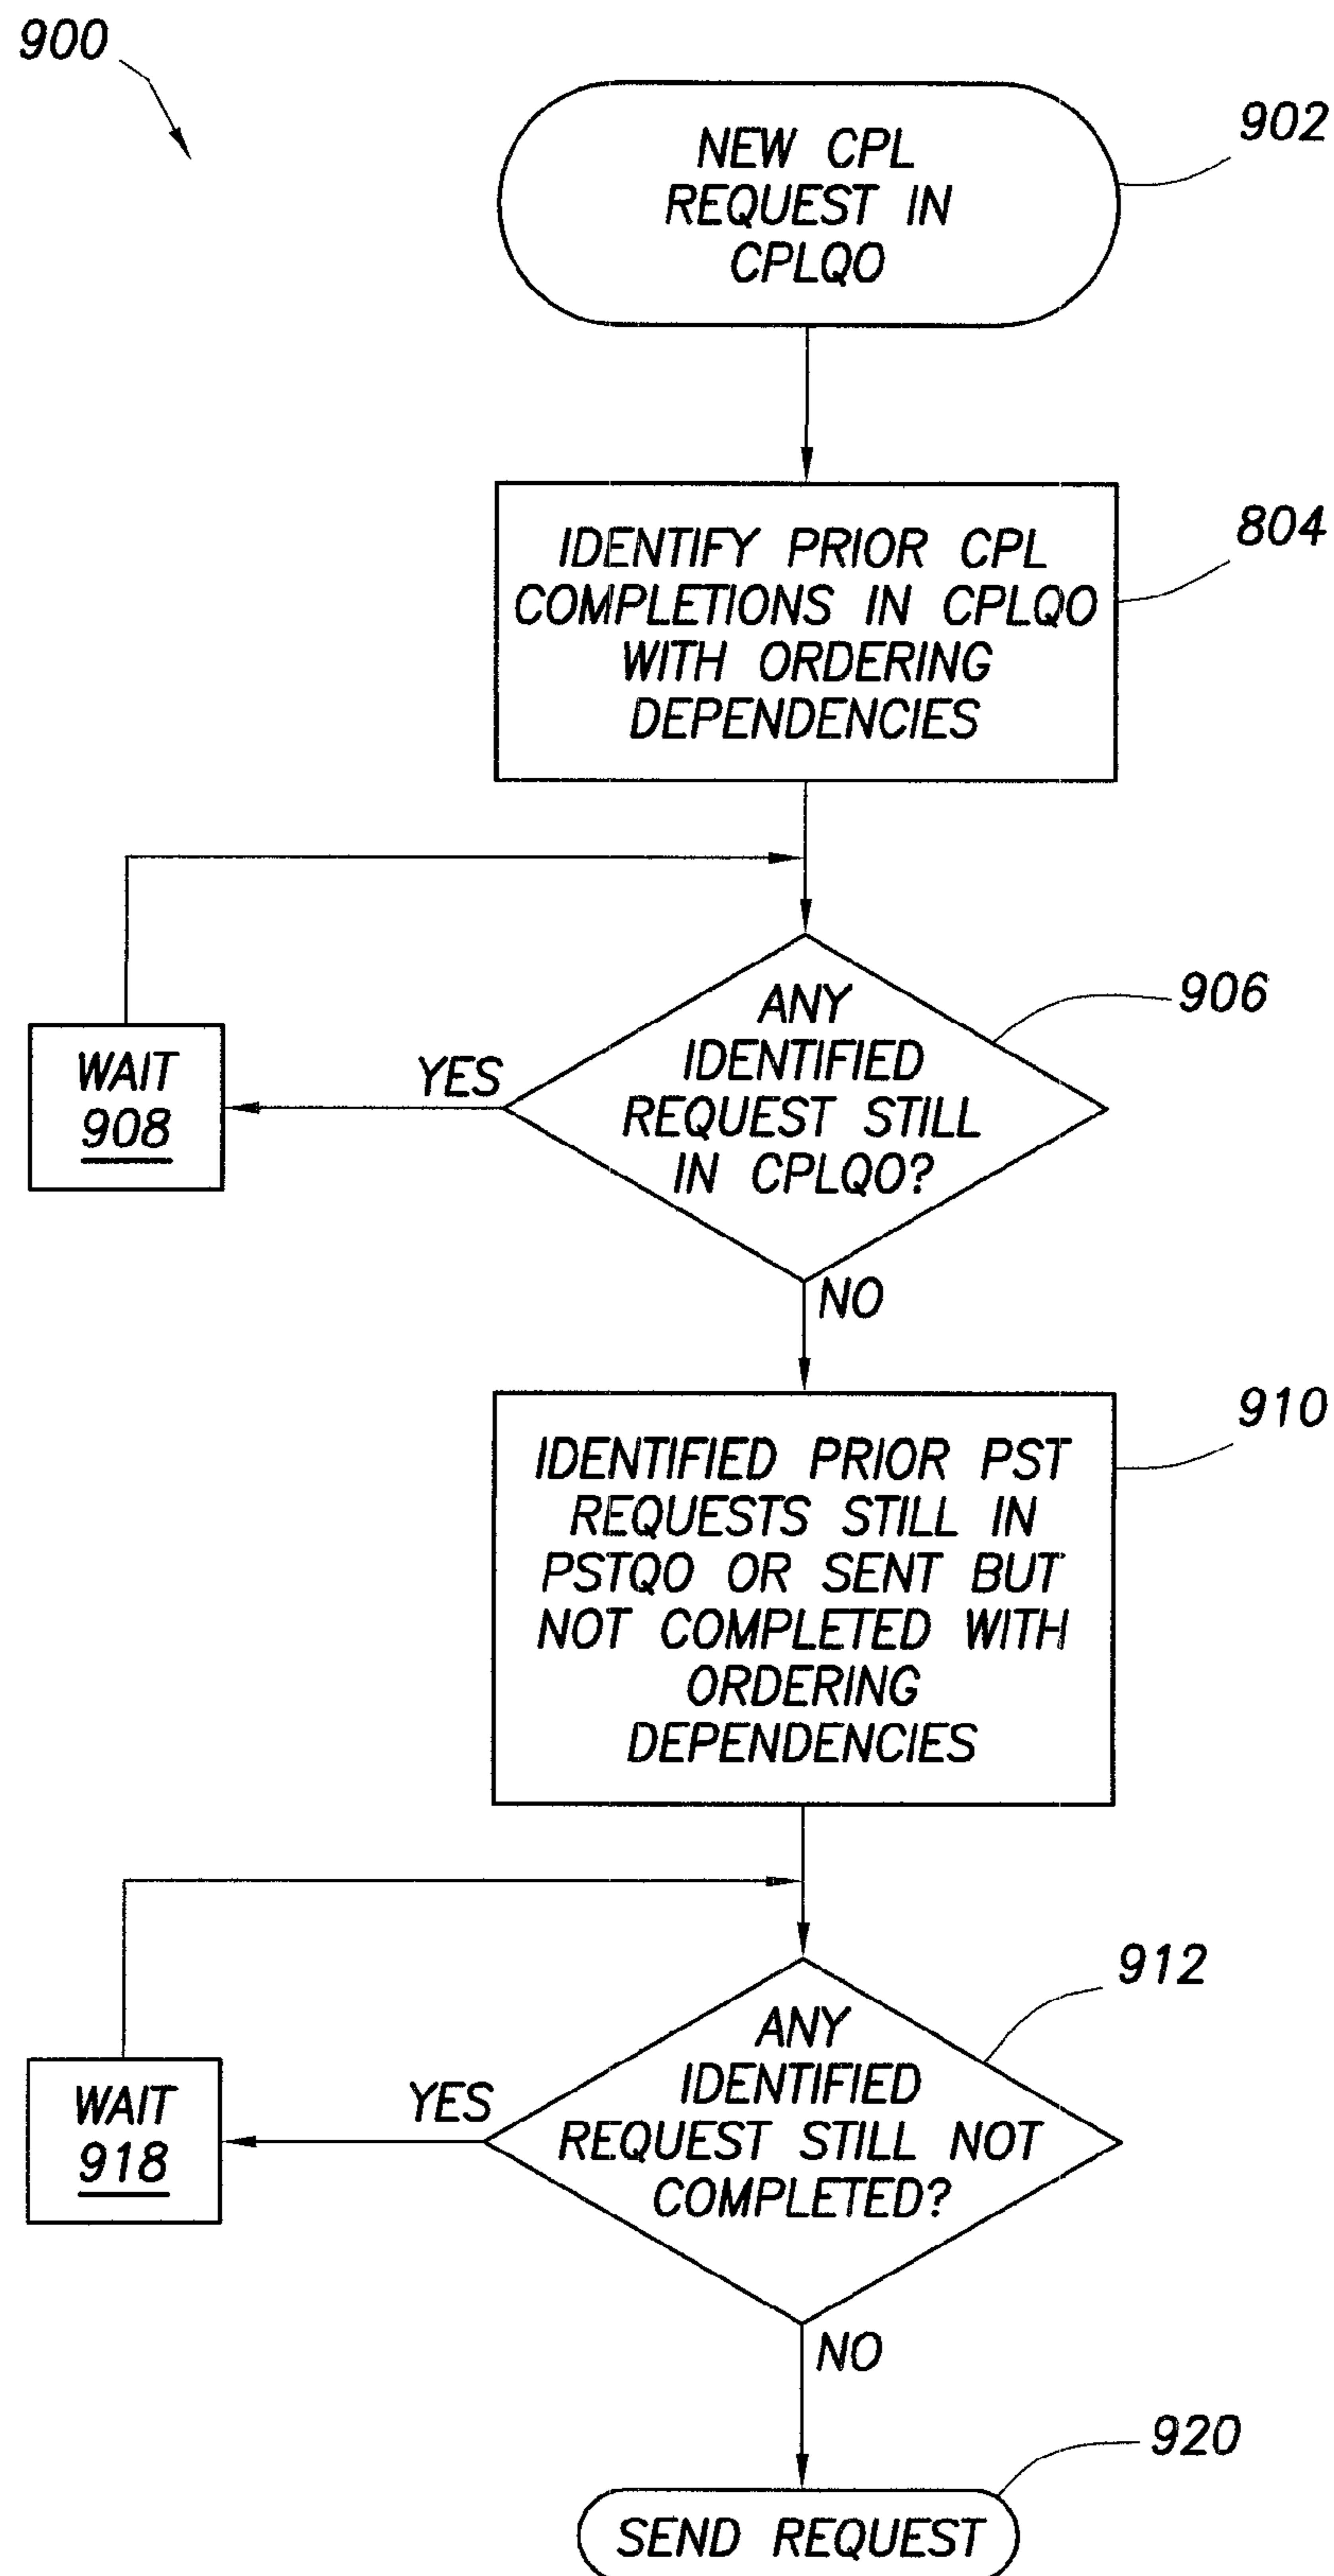 900
NEW CPL
REQUEST IN
CPLQO
902
IDENTIFY PRIOR CPL
COMPLETIONS IN CPLQO
WITH ORDERING
DEPENDENCIES
804
ANY
IDENTIFIED
REQUEST STILL
IN CPLQO?
906
YES
WAIT
908
NO
IDENTIFIED PRIOR PST
REQUESTS STILL IN
PSTQO OR SENT BUT
NOT COMPLETED WITH
ORDERING
DEPENDENCIES
910
ANY
IDENTIFIED
REQUEST STILL NOT
COMPLETED?
912
YES
WAIT
918
NO
SEND REQUEST
920